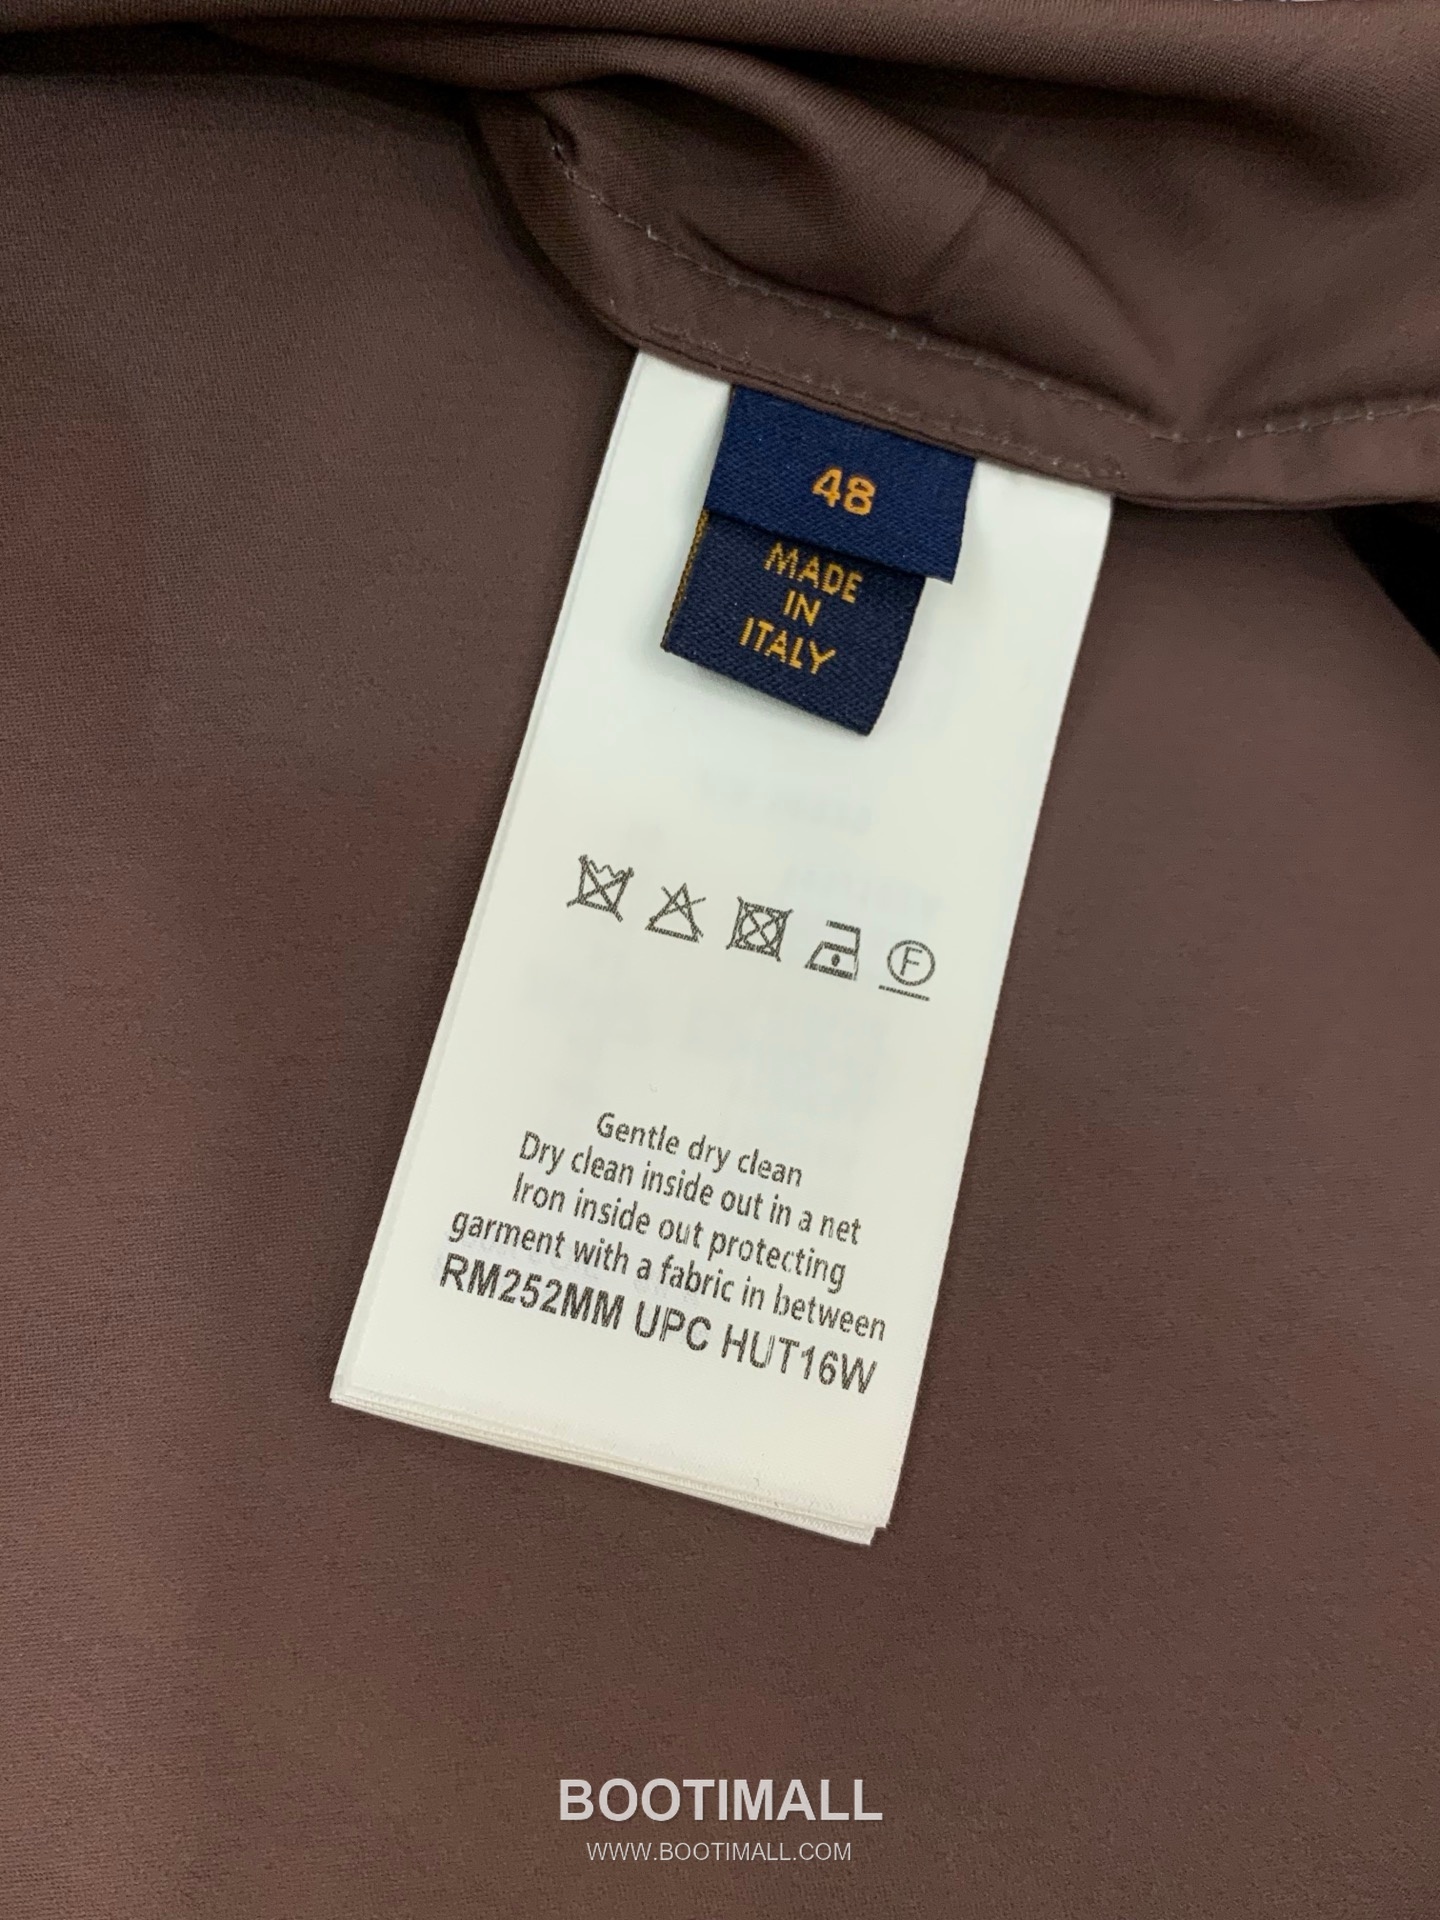 48
MADE
IN
ITALY
F
Gentle dry clean
Dry clean inside out in a net
Iron inside out protecting
garment with a fabric in between
RM252MM UPC HUT16W
BOOTIMALL
WWW.BOOTIMALL.COM